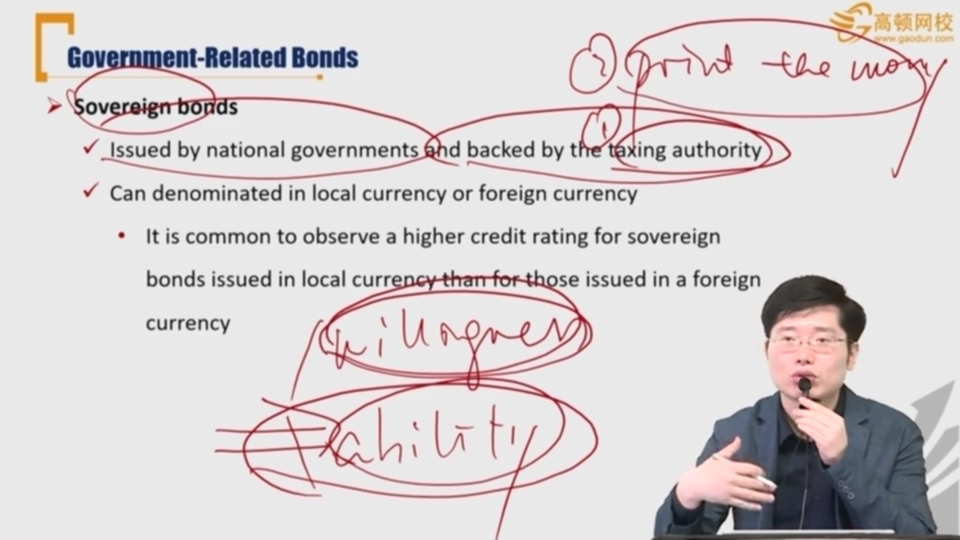 高顿网校
www.gaodun.com
Government-Related Bonds
② print the money
Sovereign bonds
①
Issued by national governments and backed by the taxing authority
Can denominated in local currency or foreign currency
It is common to observe a higher credit rating for sovereign
bonds issued in local currency than for those issued in a foreign
currency
willingness
ability